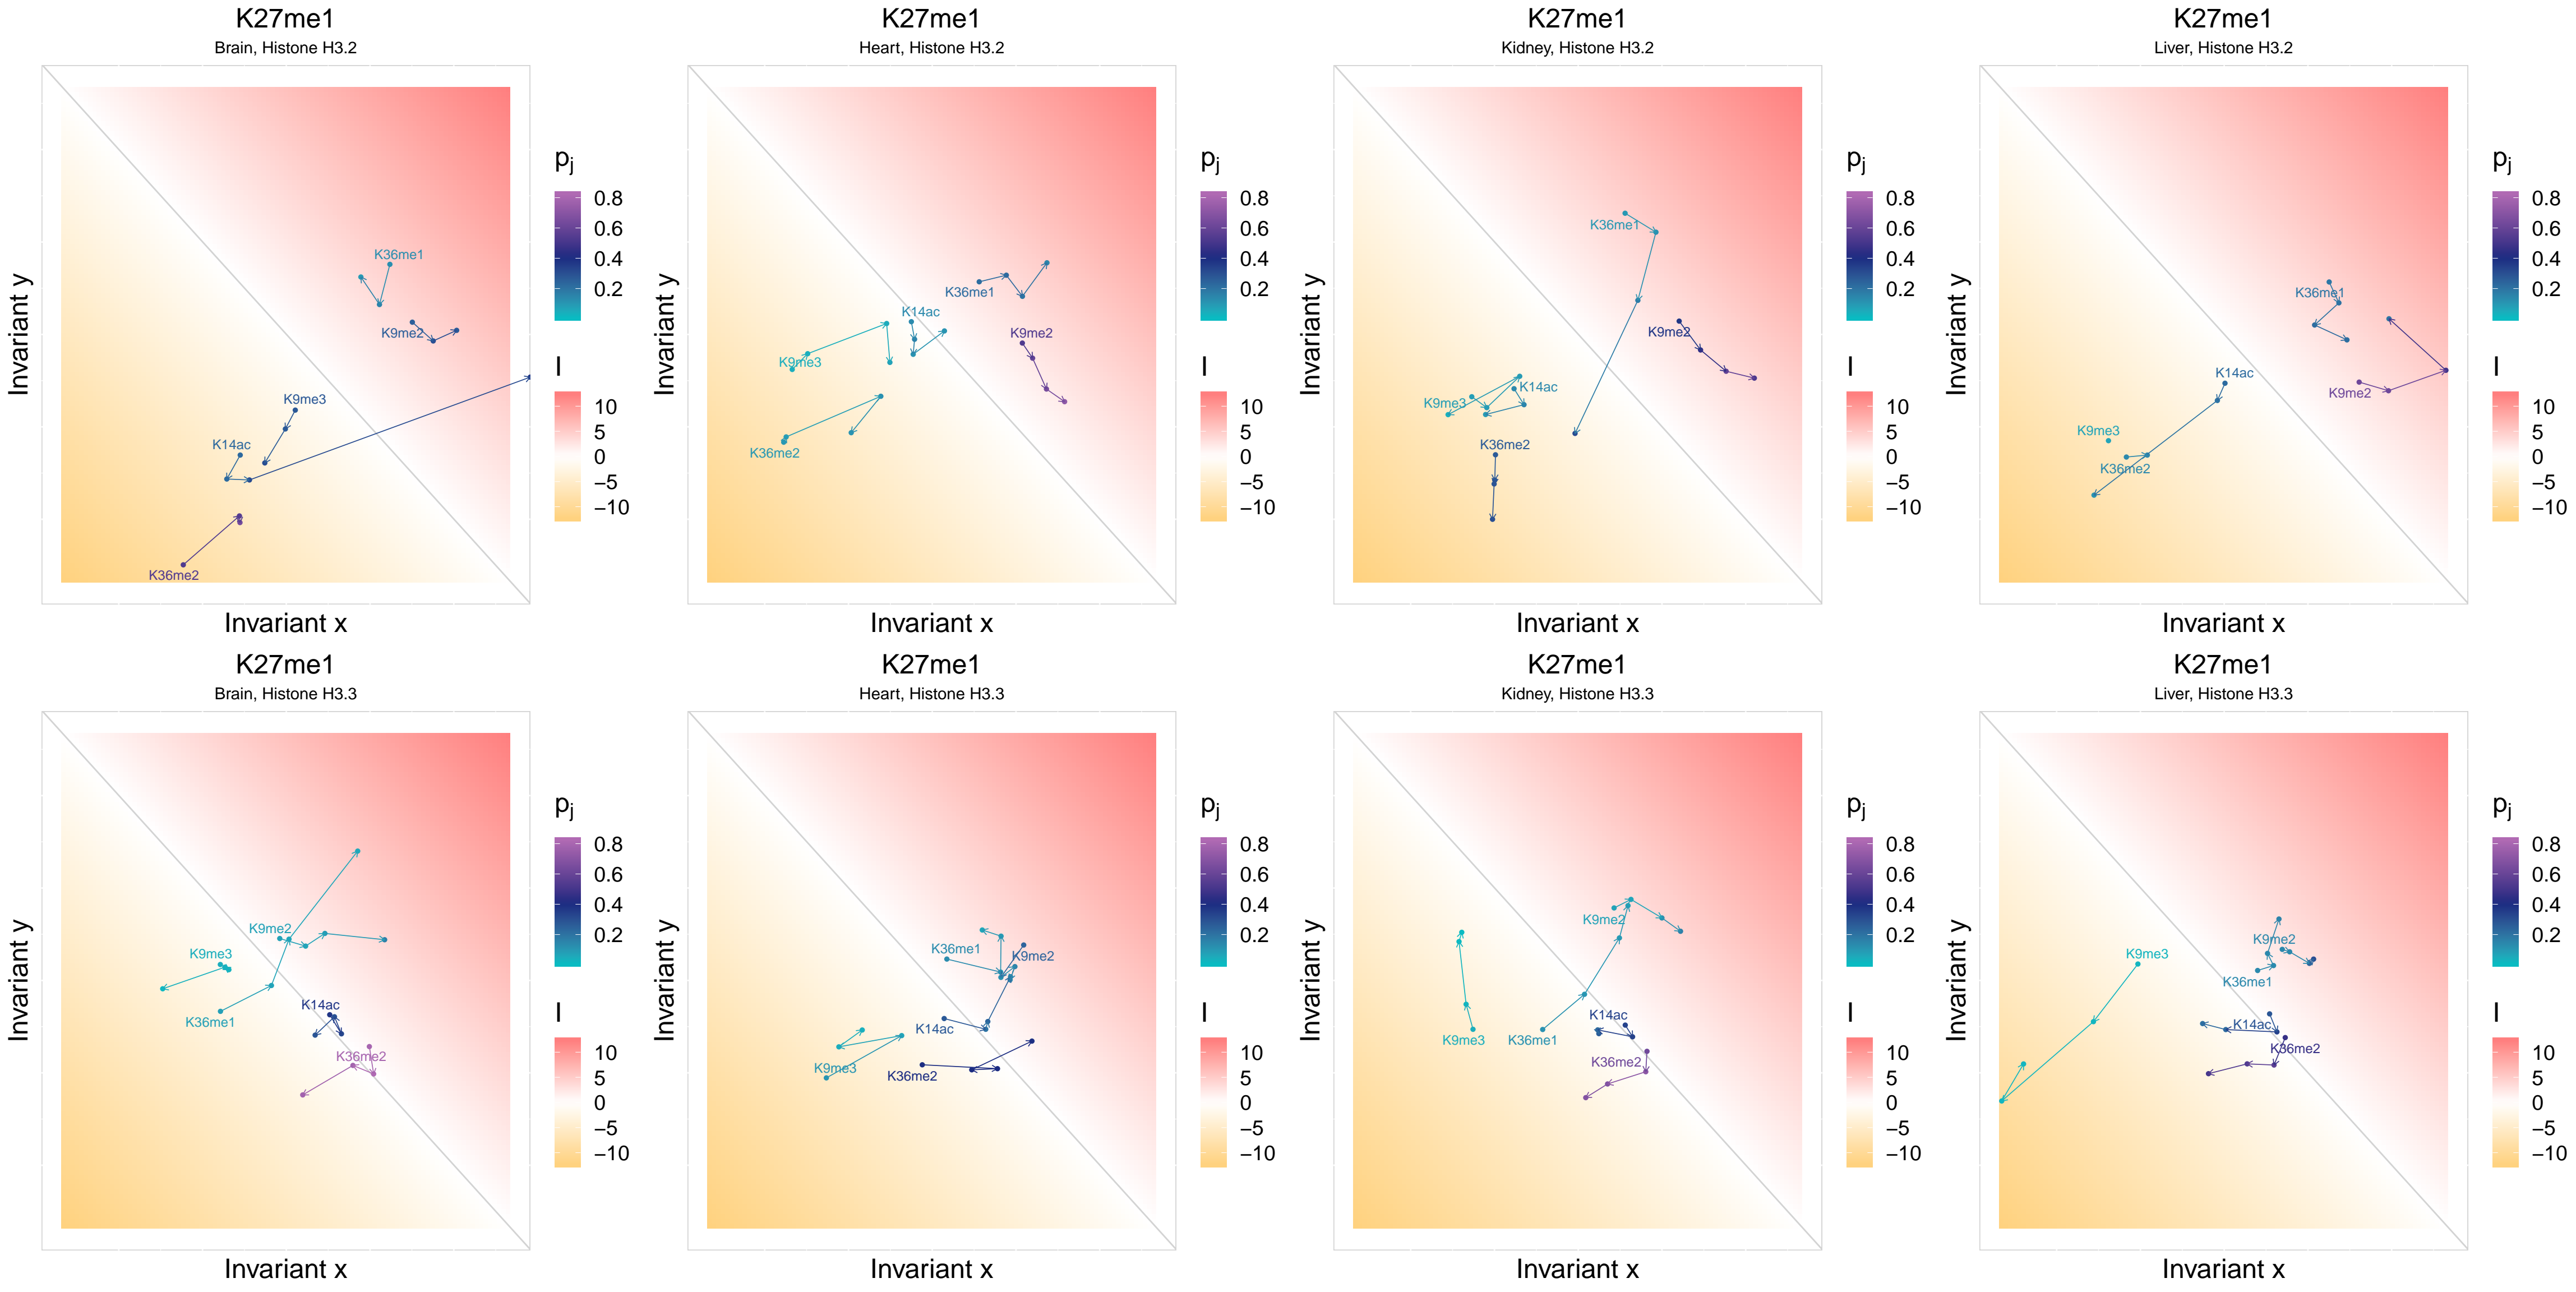 K27me1
Brain, Histone H3.2
Invariant y
K36me1
K9me2
K9me3
K14ac
K36me2
Invariant x
pj
0.8
0.6
0.4
0.2
I
10
5
0
−5
−10
K27me1
Heart, Histone H3.2
Invariant y
K36me1
K14ac
K9me2
K9me3
K36me2
Invariant x
pj
0.8
0.6
0.4
0.2
I
10
5
0
−5
−10
K27me1
Kidney, Histone H3.2
Invariant y
K36me1
K9me2
K14ac
K9me3
K36me2
Invariant x
pj
0.8
0.6
0.4
0.2
I
10
5
0
−5
−10
K27me1
Liver, Histone H3.2
Invariant y
K36me1
K14ac
K9me2
K9me3
K36me2
Invariant x
pj
0.8
0.6
0.4
0.2
I
10
5
0
−5
−10
K27me1
Brain, Histone H3.3
Invariant y
K9me2
K9me3
K14ac
K36me1
K36me2
Invariant x
pj
0.8
0.6
0.4
0.2
I
10
5
0
−5
−10
K27me1
Heart, Histone H3.3
Invariant y
K36me1
K9me2
K14ac
K9me3
K36me2
Invariant x
pj
0.8
0.6
0.4
0.2
I
10
5
0
−5
−10
K27me1
Kidney, Histone H3.3
Invariant y
K9me2
K14ac
K9me3
K36me1
K36me2
Invariant x
pj
0.8
0.6
0.4
0.2
I
10
5
0
−5
−10
K27me1
Liver, Histone H3.3
Invariant y
K9me2
K9me3
K36me1
K14ac
K36me2
Invariant x
pj
0.8
0.6
0.4
0.2
I
10
5
0
−5
−10